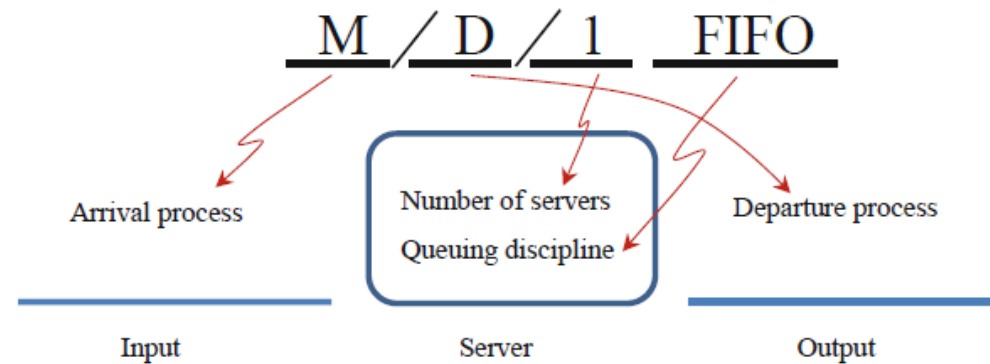 M / D / 1 FIFO
Arrival process
Number of servers
Queuing discipline
Departure process
Input
Server
Output